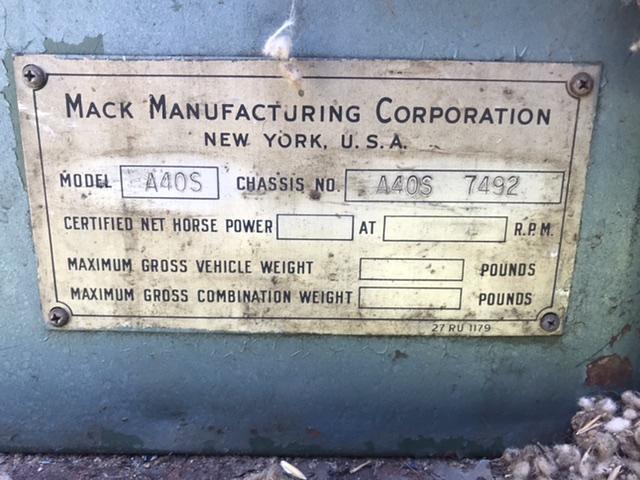 MACK MANUFACTURING CORPORATION
NEW YORK, U.S.A.
MODEL A40S CHASSIS NO. A40S 7492
CERTIFIED NET HORSE POWER AT R.P.M.
MAXIMUM GROSS VEHICLE WEIGHT POUNDS
MAXIMUM GROSS COMBINATION WEIGHT POUNDS
27 RU 1179